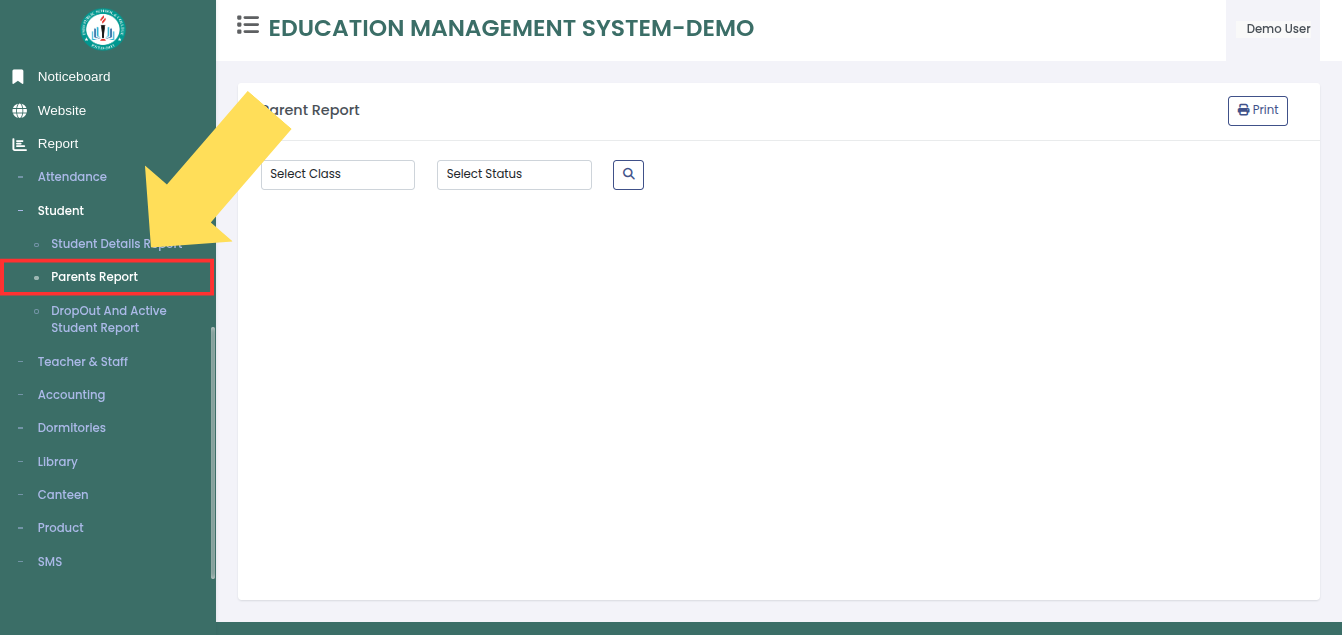 EDUCATION MANAGEMENT SYSTEM-DEMO
Demo User
Noticeboard
Website
Report
Attendance
Student
Student Details Report
Parents Report
DropOut And Active
Student Report
Teacher & Staff
Accounting
Dormitories
Library
Canteen
Product
SMS
Parent Report
Print
Select Class
Select Status